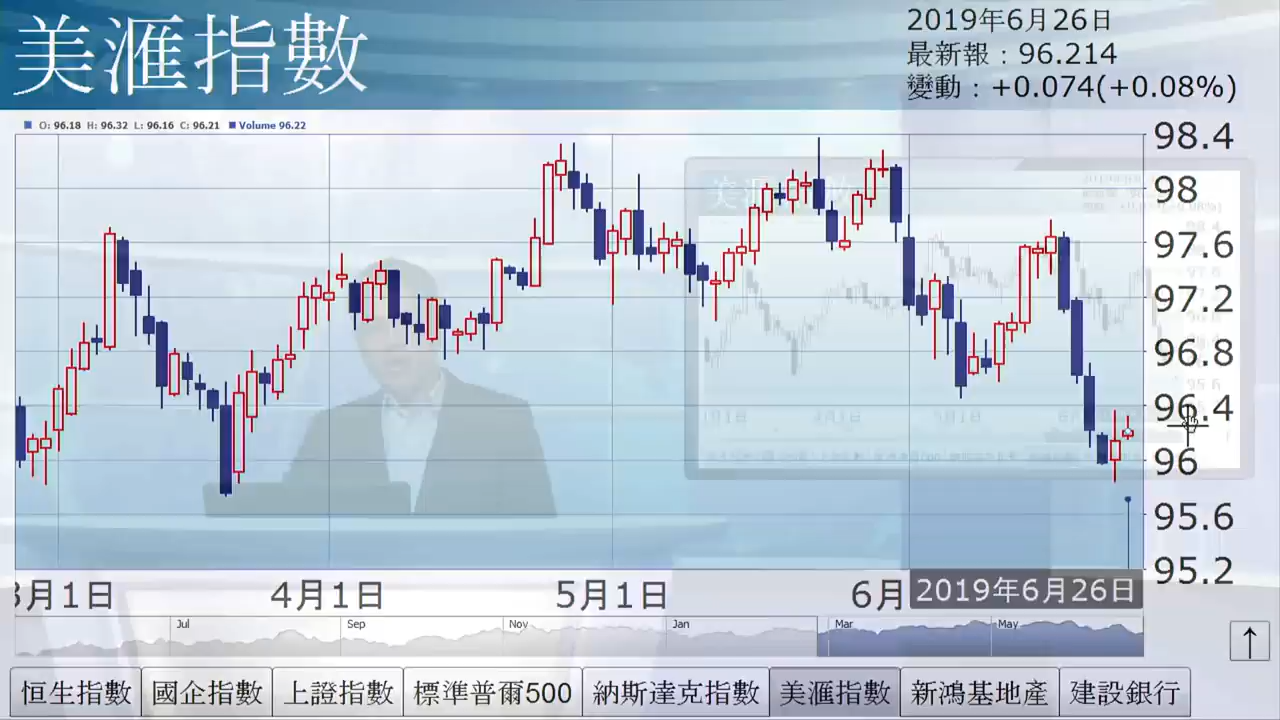 美滙指數
2019年6月26日
最新報：96.214
變動：+0.074(+0.08%)
O: 96.18 H: 96.32 L: 96.16 C: 96.21 Volume 96.22
98.4
98
97.6
97.2
96.8
96.4
96
95.6
95.2
3月1日 4月1日 5月1日 6月 2019年6月26日
Jul Sep Nov Jan Mar May
↑
恒生指數 國企指數 上證指數 標準普爾500 納斯達克指數 美滙指數 新鴻基地產 建設銀行